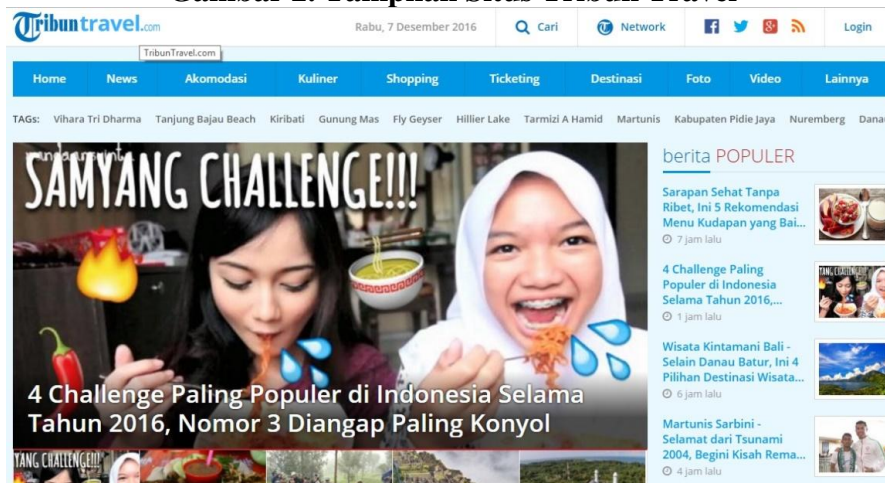 Tribuntravel.com
Rabu, 7 Desember 2016
Cari
Network
Login
TribunTravel.com
Home News Akomodasi Kuliner Shopping Ticketing Destinasi Foto Video Lainnya
TAGs: Vihara Tri Dharma Tanjung Bajau Beach Kiribati Gunung Mas Fly Geyser Hillier Lake Tarmizi A Hamid Martunis Kabupaten Pidie Jaya Nuremberg Danau
SAMYANG CHALLENGE!!!
4 Challenge Paling Populer di Indonesia Selama
Tahun 2016, Nomor 3 Diangap Paling Konyol
YANG CHALLENGE!!!
berita POPULER
Sarapan Sehat Tanpa
Ribet, Ini 5 Rekomendasi
Menu Kudapan yang Bai...
7 jam lalu
4 Challenge Paling
Populer di Indonesia
Selama Tahun 2016,...
1 jam lalu
Wisata Kintamani Bali -
Selain Danau Batur, Ini 4
Pilihan Destinasi Wisata...
6 jam lalu
Martunis Sarbini -
Selamat dari Tsunami
2004, Begini Kisah Rema...
4 jam lalu